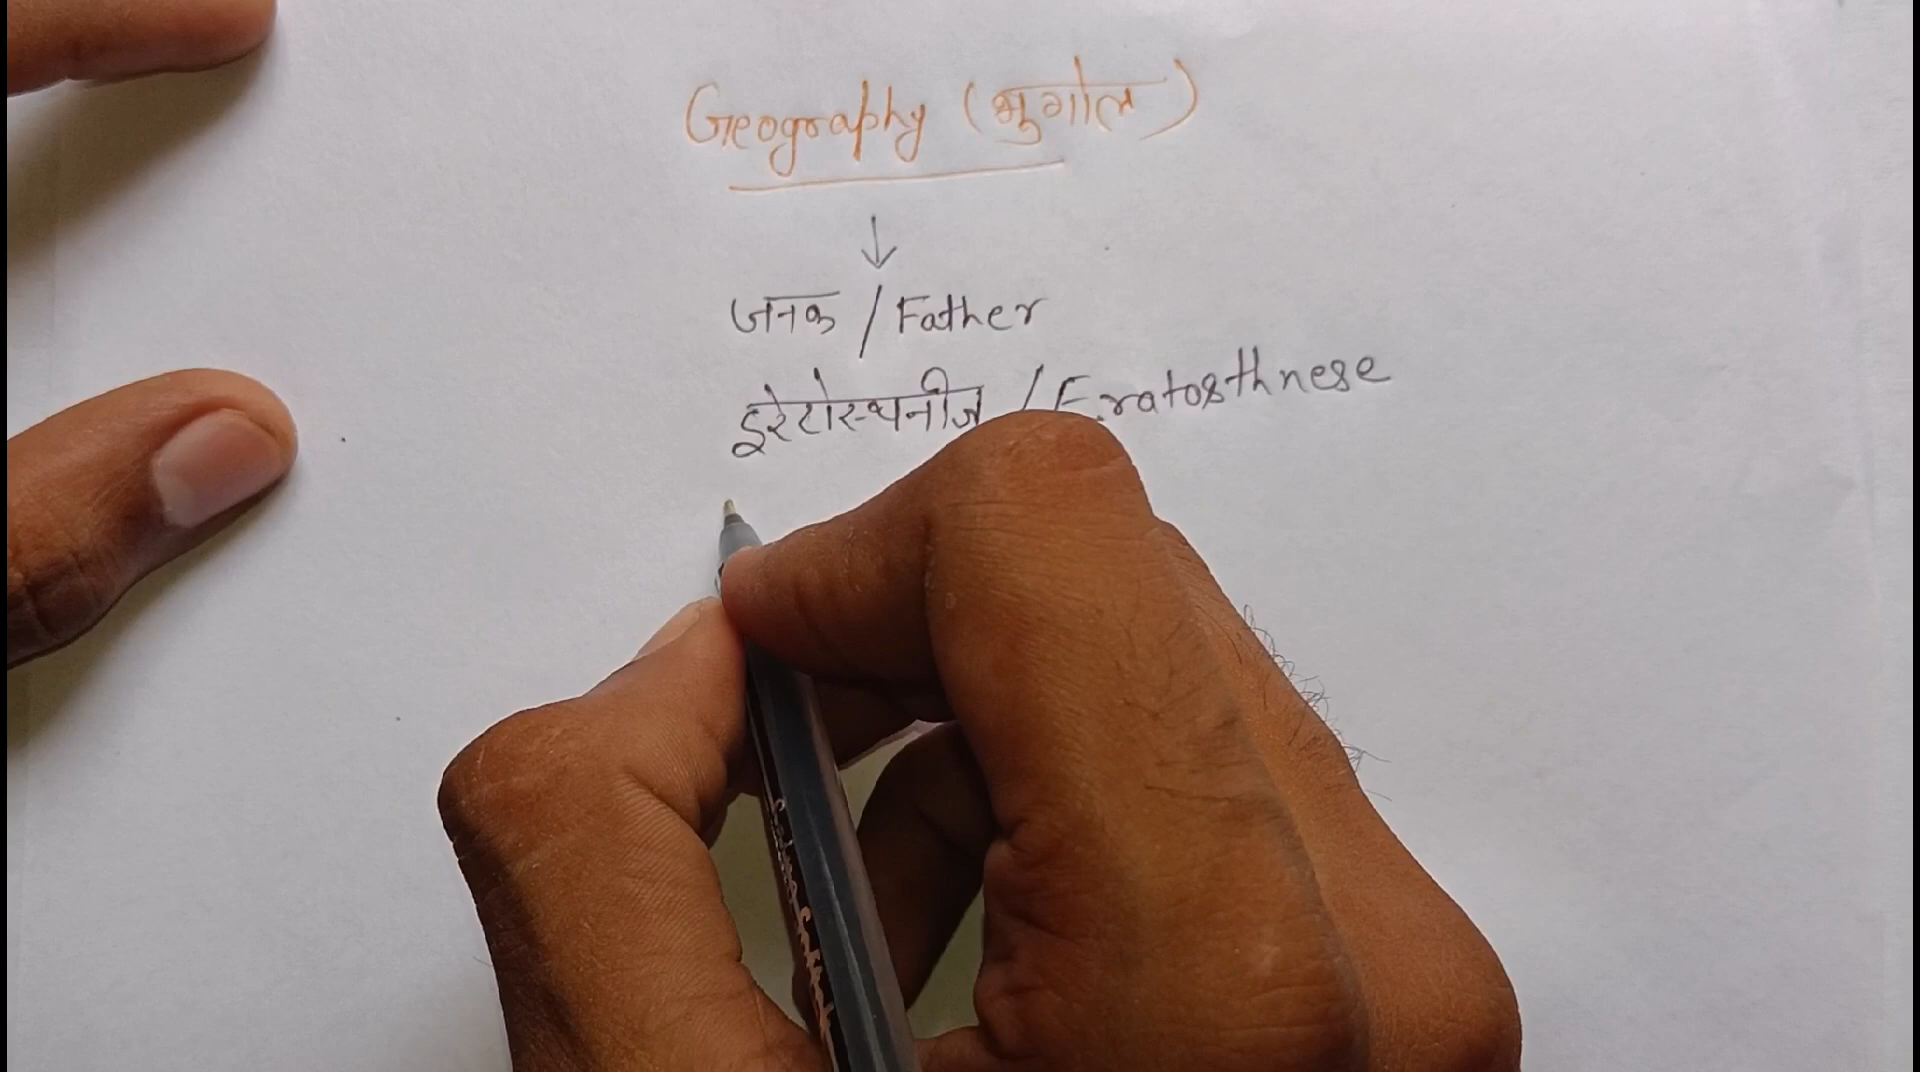 Geography (भुगोल)
↓
जनक / Father
इरेटोस्थनीज / Eratosthnese